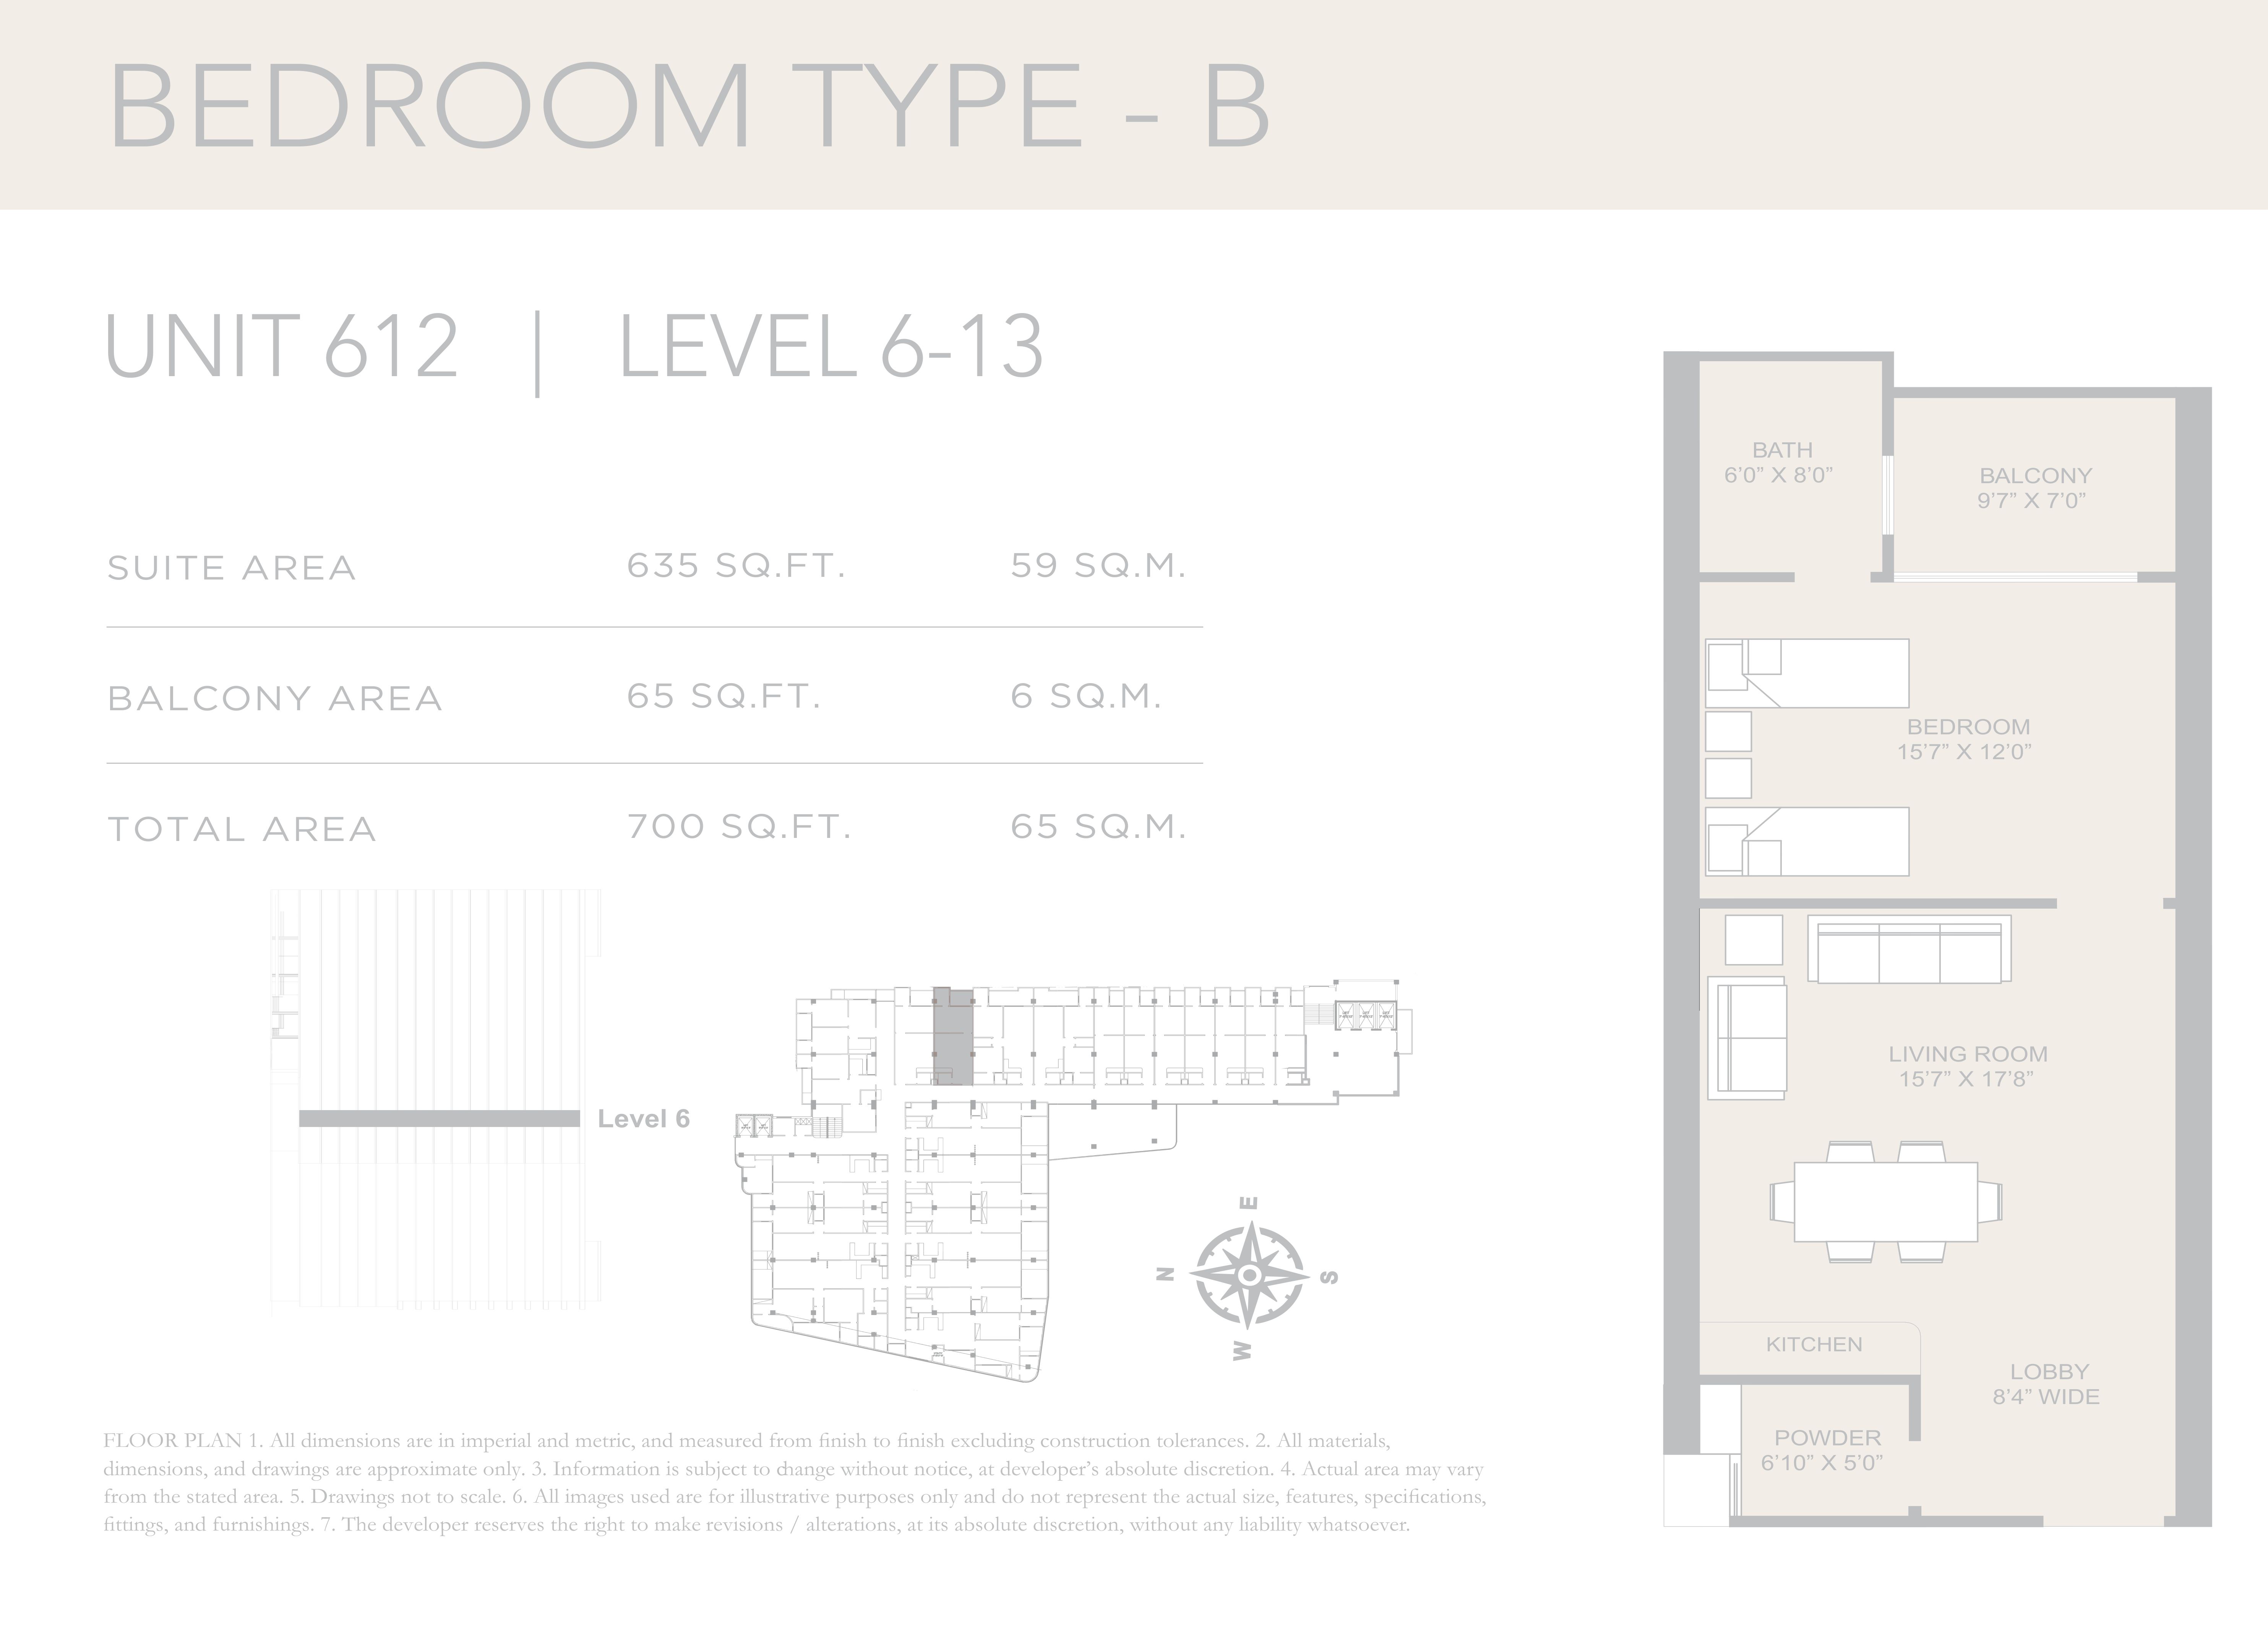 BEDROOM TYPE - B
UNIT 612 | LEVEL 6-13
SUITE AREA 635 SQ.FT. 59 SQ.M.
BALCONY AREA 65 SQ.FT. 6 SQ.M.
TOTAL AREA 700 SQ.FT. 65 SQ.M.
Level 6
E
N
S
W
BATH
6'0" X 8'0"
BALCONY
9'7" X 7'0"
BEDROOM
15'7" X 12'0"
LIVING ROOM
15'7" X 17'8"
KITCHEN
LOBBY
8'4" WIDE
POWDER
6'10" X 5'0"
FLOOR PLAN 1. All dimensions are in imperial and metric, and measured from finish to finish excluding construction tolerances. 2. All materials,
dimensions, and drawings are approximate only. 3. Information is subject to change without notice, at developer's absolute discretion. 4. Actual area may vary
from the stated area. 5. Drawings not to scale. 6. All images used are for illustrative purposes only and do not represent the actual size, features, specifications,
fittings, and furnishings. 7. The developer reserves the right to make revisions / alterations, at its absolute discretion, without any liability whatsoever.